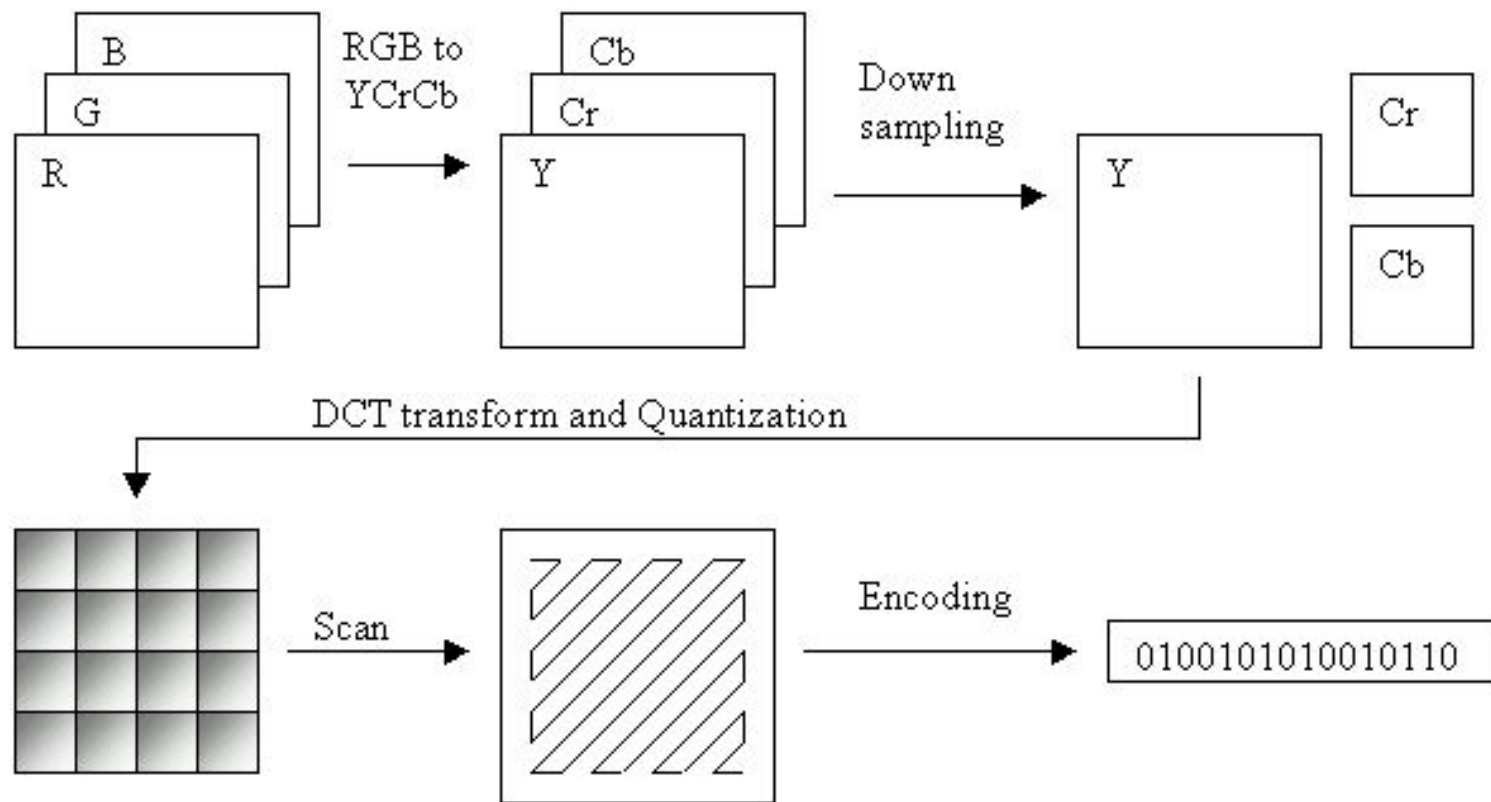 B
G
R
RGB to
YCrCb
Cb
Cr
Y
Down
sampling
Y
Cr
Cb
DCT transform and Quantization
Scan
Encoding
0100101010010110